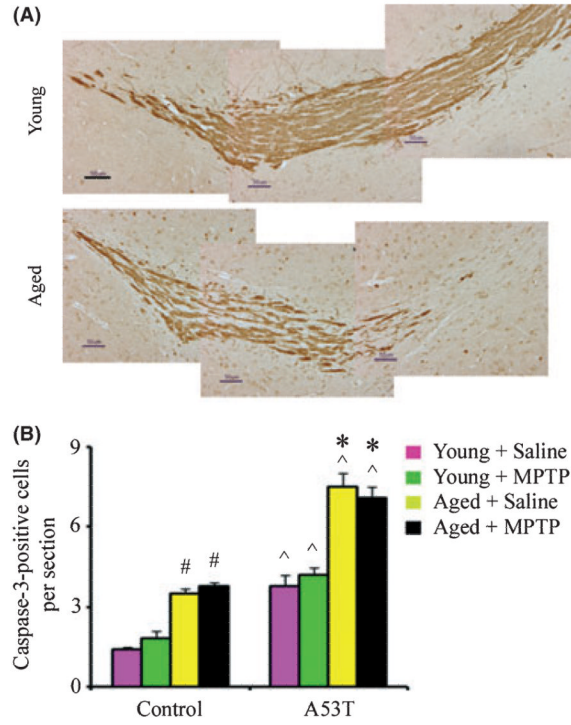 (A)
Young
Aged
(B)
Caspase-3-positive cells
per section
9
6
3
0
# # ^ ^ * ^ * ^
Young + Saline
Young + MPTP
Aged + Saline
Aged + MPTP
Control A53T